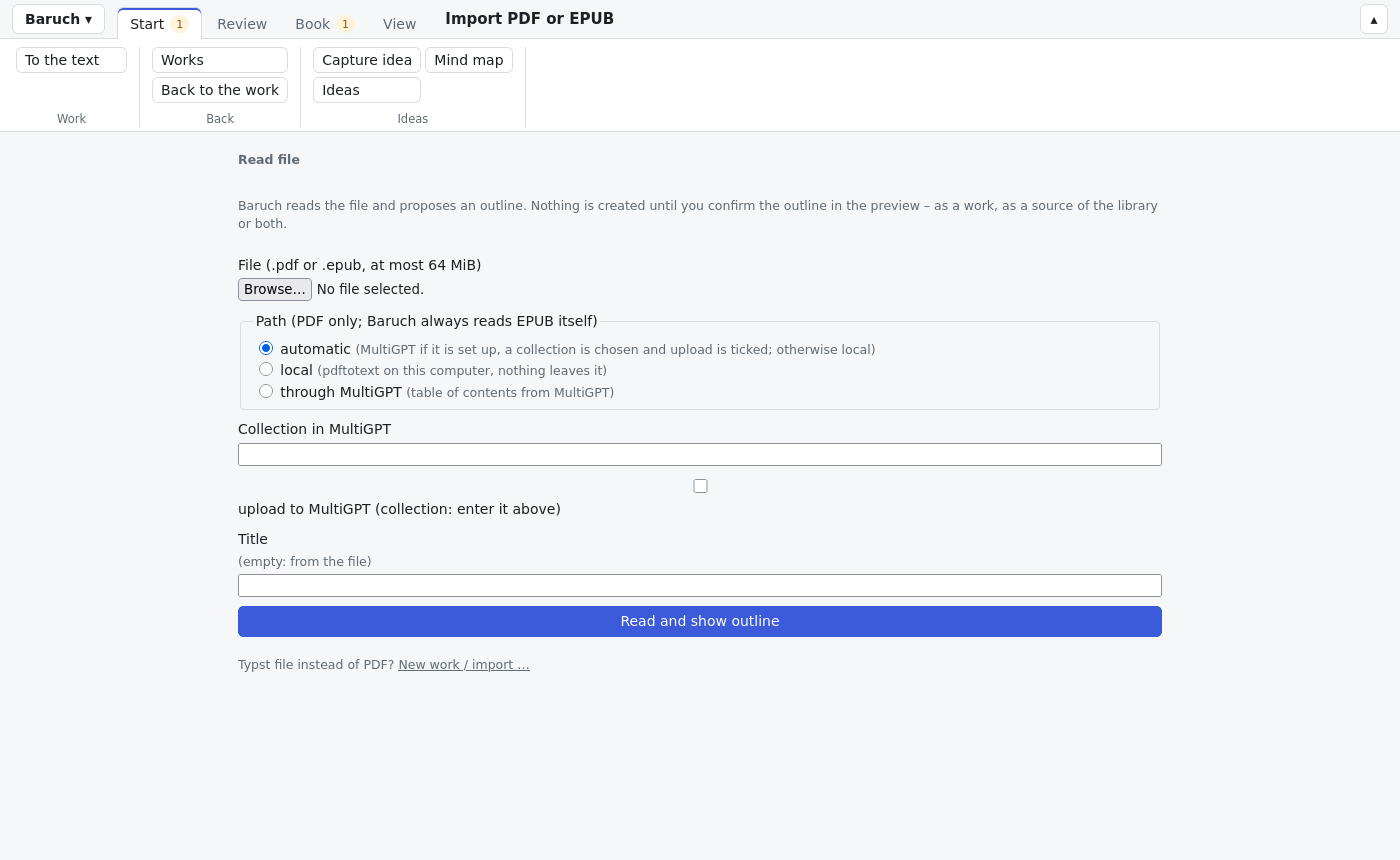 Baruch ▾
Start 1
Review
Book 1
View
Import PDF or EPUB
▴
To the text
Work
Works
Back to the work
Back
Capture idea
Mind map
Ideas
Ideas
Read file
Baruch reads the file and proposes an outline. Nothing is created until you confirm the outline in the preview – as a work, as a source of the library
or both.
File (.pdf or .epub, at most 64 MiB)
Browse… No file selected.
Path (PDF only; Baruch always reads EPUB itself)
automatic (MultiGPT if it is set up, a collection is chosen and upload is ticked; otherwise local)
local (pdftotext on this computer, nothing leaves it)
through MultiGPT (table of contents from MultiGPT)
Collection in MultiGPT
upload to MultiGPT (collection: enter it above)
Title
(empty: from the file)
Read and show outline
Typst file instead of PDF? New work / import …